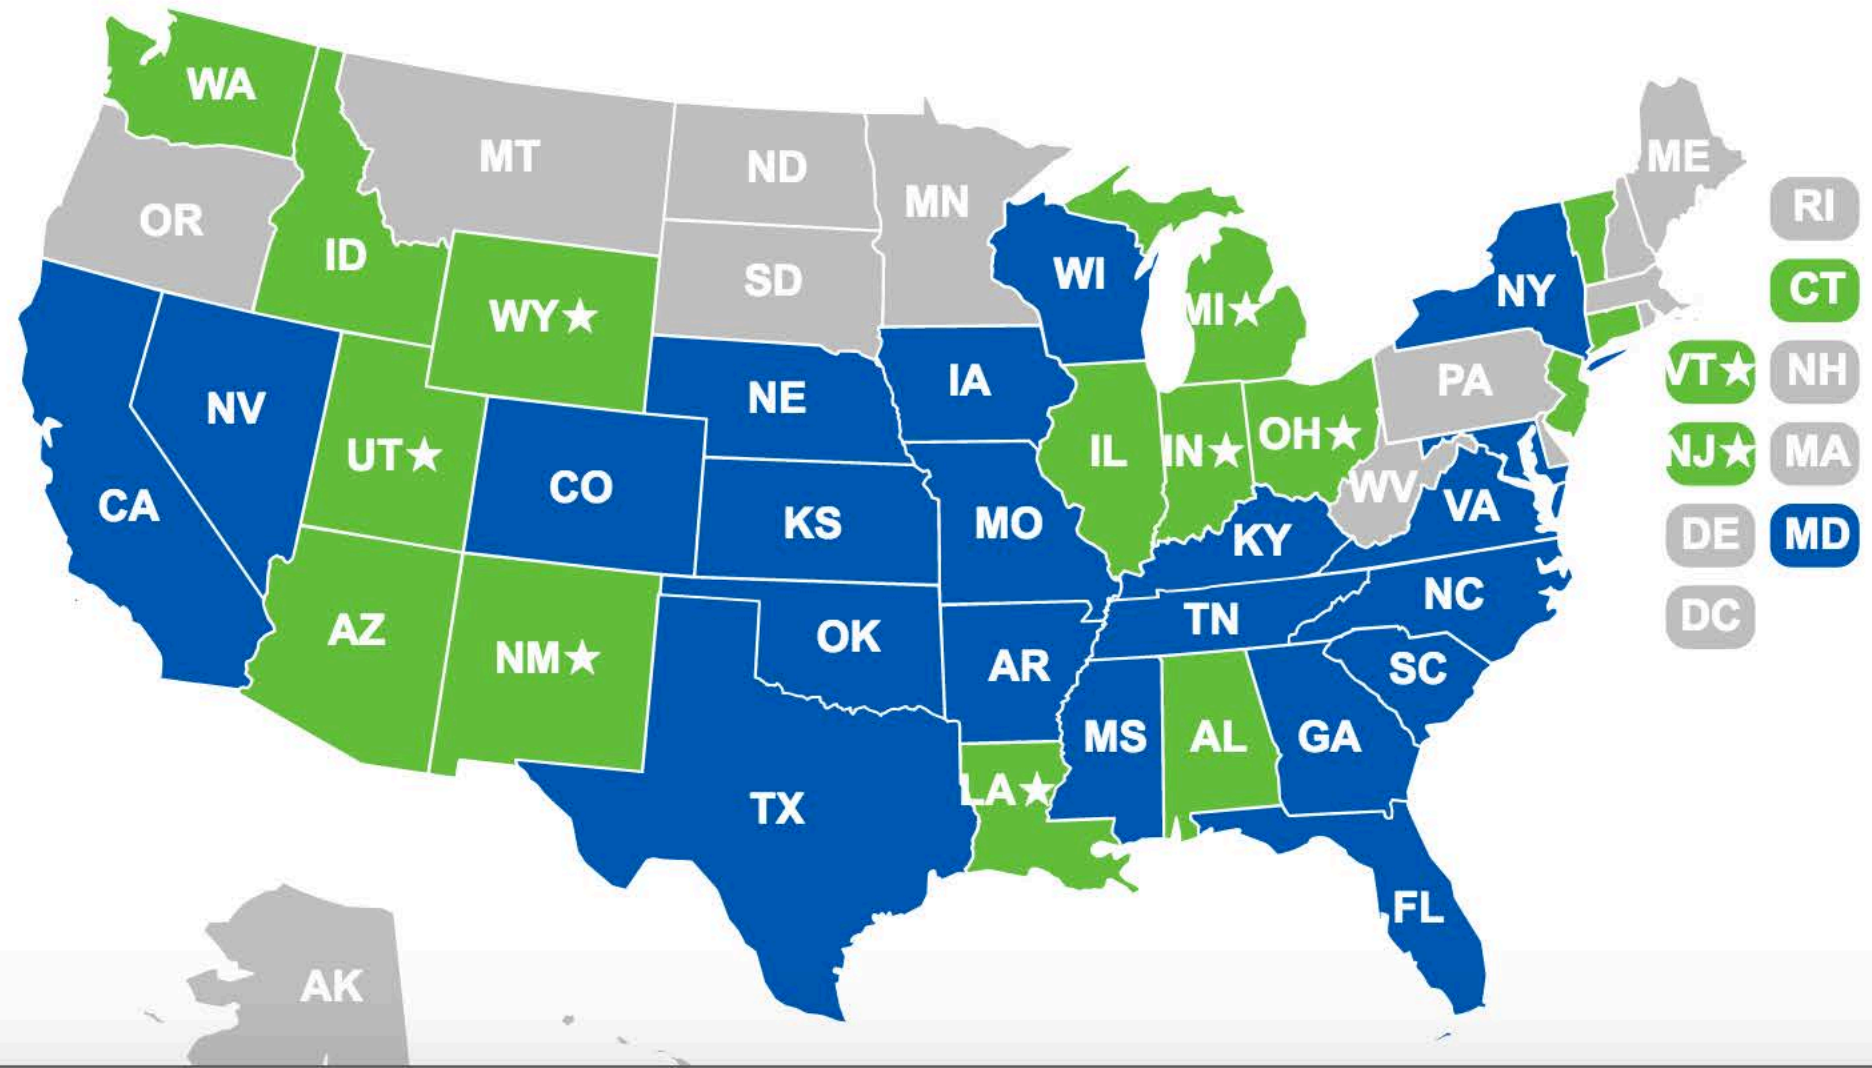 WA
MT
ND
MN
ME
OR
ID
WY★
SD
WI
MI★
NY
RI
CT
VT★
NH
NV
UT★
CO
NE
IA
IL
IN★
OH★
PA
NJ★
MA
CA
KS
MO
KY
WV
VA
DE
MD
AZ
NM★
OK
AR
TN
NC
SC
DC
TX
LA★
MS
AL
GA
FL
AK